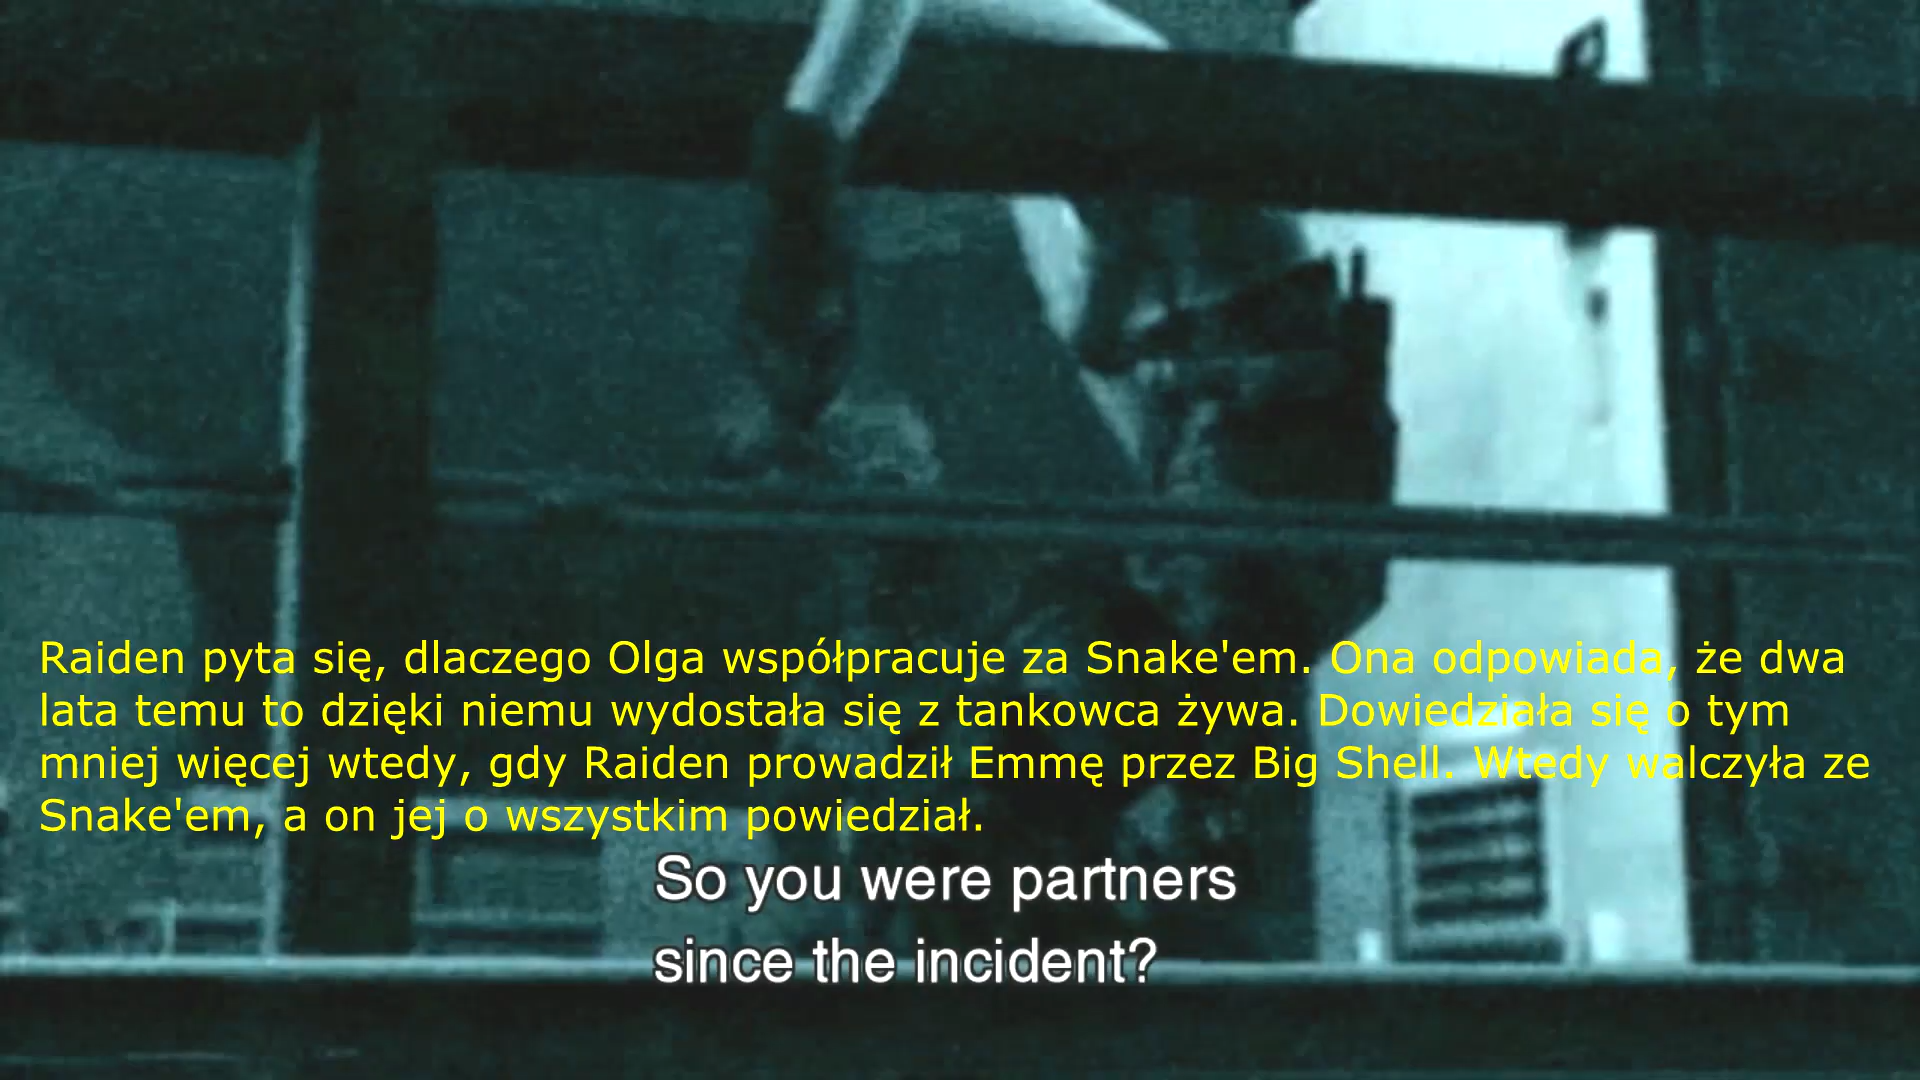 Raiden pyta się, dlaczego Olga współpracuje za Snake'em. Ona odpowiada, że dwa
lata temu to dzięki niemu wydostała się z tankowca żywa. Dowiedziała się o tym
mniej więcej wtedy, gdy Raiden prowadził Emmę przez Big Shell. Wtedy walczyła ze
Snake'em, a on jej o wszystkim powiedział.
So you were partners
since the incident?